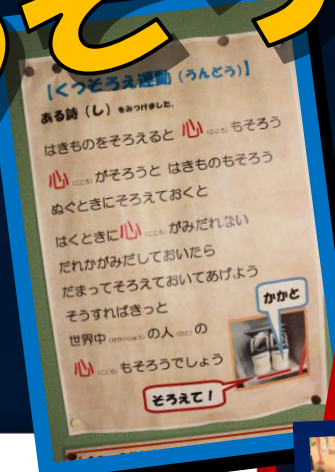 そろ
【くつそろえ運動（うんどう）】
ある詩（し）をみつけました。
はきものをそろえると 心（こころ）もそろう
心（こころ）がそろうと はきものもそろう
ぬぐときにそろえておくと
はくときに心（こころ）がみだれない
だれかがみだしておいたら
だまってそろえておいてあげよう
そうすればきっと
世界中（せかいじゅう）の人（ひと）の
心（こころ）もそろうでしょう
かかと
そろえて！